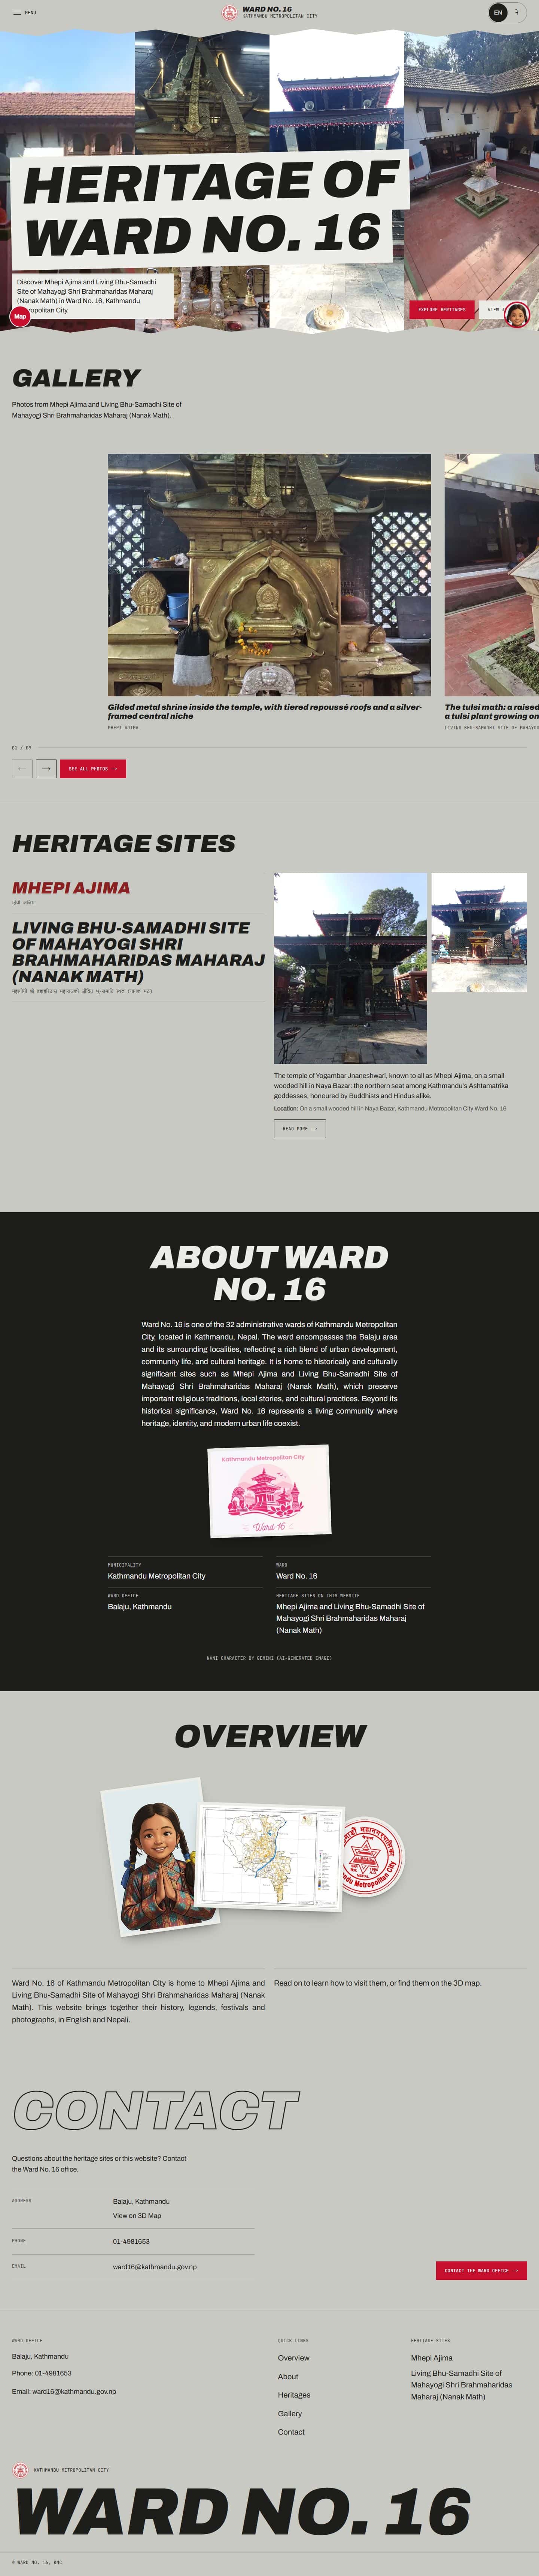 MENU
WARD NO. 16
KATHMANDU METROPOLITAN CITY
EN
ने
HERITAGE OF
WARD NO. 16
Discover Mhepi Ajima and Living Bhu-Samadhi
Site of Mahayogi Shri Brahmaharidas Maharaj
(Nanak Math) in Ward No. 16, Kathmandu
City.
Map
EXPLORE HERITAGES
VIEW
GALLERY
Photos from Mhepi Ajima and Living Bhu-Samadhi Site of
Mahayogi Shri Brahmaharidas Maharaj (Nanak Math).
Gilded metal shrine inside the temple, with tiered repoussé roofs and a silver-
framed central niche
MHEPI AJIMA
The tulsi math: a raised
a tulsi plant growing on
LIVING BHU-SAMADHI SITE OF MAHAYOG
01 / 09
SEE ALL PHOTOS →
HERITAGE SITES
MHEPI AJIMA
म्हेपी अजिमा
LIVING BHU-SAMADHI SITE
OF MAHAYOGI SHRI
BRAHMAHARIDAS MAHARAJ
(NANAK MATH)
The temple of Yogambar Jnaneshwari, known to all as Mhepi Ajima, on a small
wooded hill in Naya Bazar: the northern seat among Kathmandu's Ashtamatrika
goddesses, honoured by Buddhists and Hindus alike.
Location: On a small wooded hill in Naya Bazar, Kathmandu Metropolitan City Ward No. 16
READ MORE →
ABOUT WARD
NO. 16
Ward No. 16 is one of the 32 administrative wards of Kathmandu Metropolitan
City, located in Kathmandu, Nepal. The ward encompasses the Balaju area
and its surrounding localities, reflecting a rich blend of urban development,
community life, and cultural heritage. It is home to historically and culturally
significant sites such as Mhepi Ajima and Living Bhu-Samadhi Site of
Mahayogi Shri Brahmaharidas Maharaj (Nanak Math), which preserve
important religious traditions, local stories, and cultural practices. Beyond its
historical significance, Ward No. 16 represents a living community where
heritage, identity, and modern urban life coexist.
Kathmandu Metropolitan City
Ward-16
MUNICIPALITY
Kathmandu Metropolitan City
WARD
Ward No. 16
WARD OFFICE
Balaju, Kathmandu
HERITAGE SITES ON THIS WEBSITE
Mhepi Ajima and Living Bhu-Samadhi Site of
Mahayogi Shri Brahmaharidas Maharaj
(Nanak Math)
NANI CHARACTER BY GEMINI (AI-GENERATED IMAGE)
OVERVIEW
Ward No. 16 of Kathmandu Metropolitan City is home to Mhepi Ajima and
Living Bhu-Samadhi Site of Mahayogi Shri Brahmaharidas Maharaj (Nanak
Math). This website brings together their history, legends, festivals and
photographs, in English and Nepali.
Read on to learn how to visit them, or find them on the 3D map.
CONTACT
Questions about the heritage sites or this website? Contact
the Ward No. 16 office.
ADDRESS
Balaju, Kathmandu
View on 3D Map
PHONE
01-4981653
EMAIL
ward16@kathmandu.gov.np
CONTACT THE WARD OFFICE →
WARD OFFICE
Balaju, Kathmandu
Phone: 01-4981653
Email: ward16@kathmandu.gov.np
QUICK LINKS
Overview
About
Heritages
Gallery
Contact
HERITAGE SITES
Mhepi Ajima
Living Bhu-Samadhi Site of
Mahayogi Shri Brahmaharidas
Maharaj (Nanak Math)
KATHMANDU METROPOLITAN CITY
WARD NO. 16
© WARD NO. 16, KMC